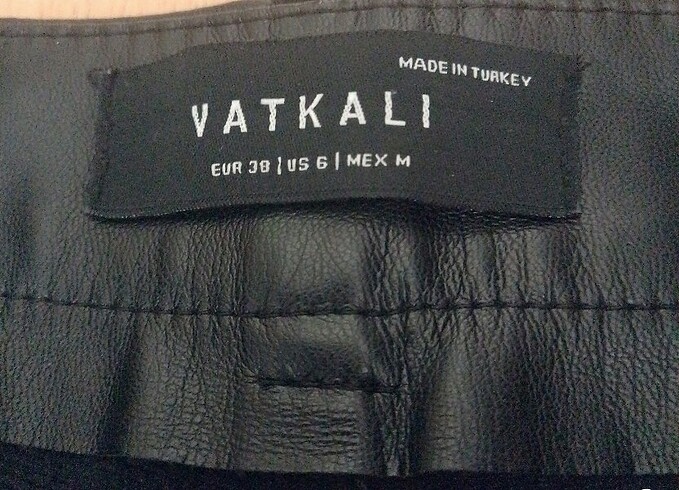 MADE IN TURKEY
VATKALI
EUR 38 | US 6 | MEX M